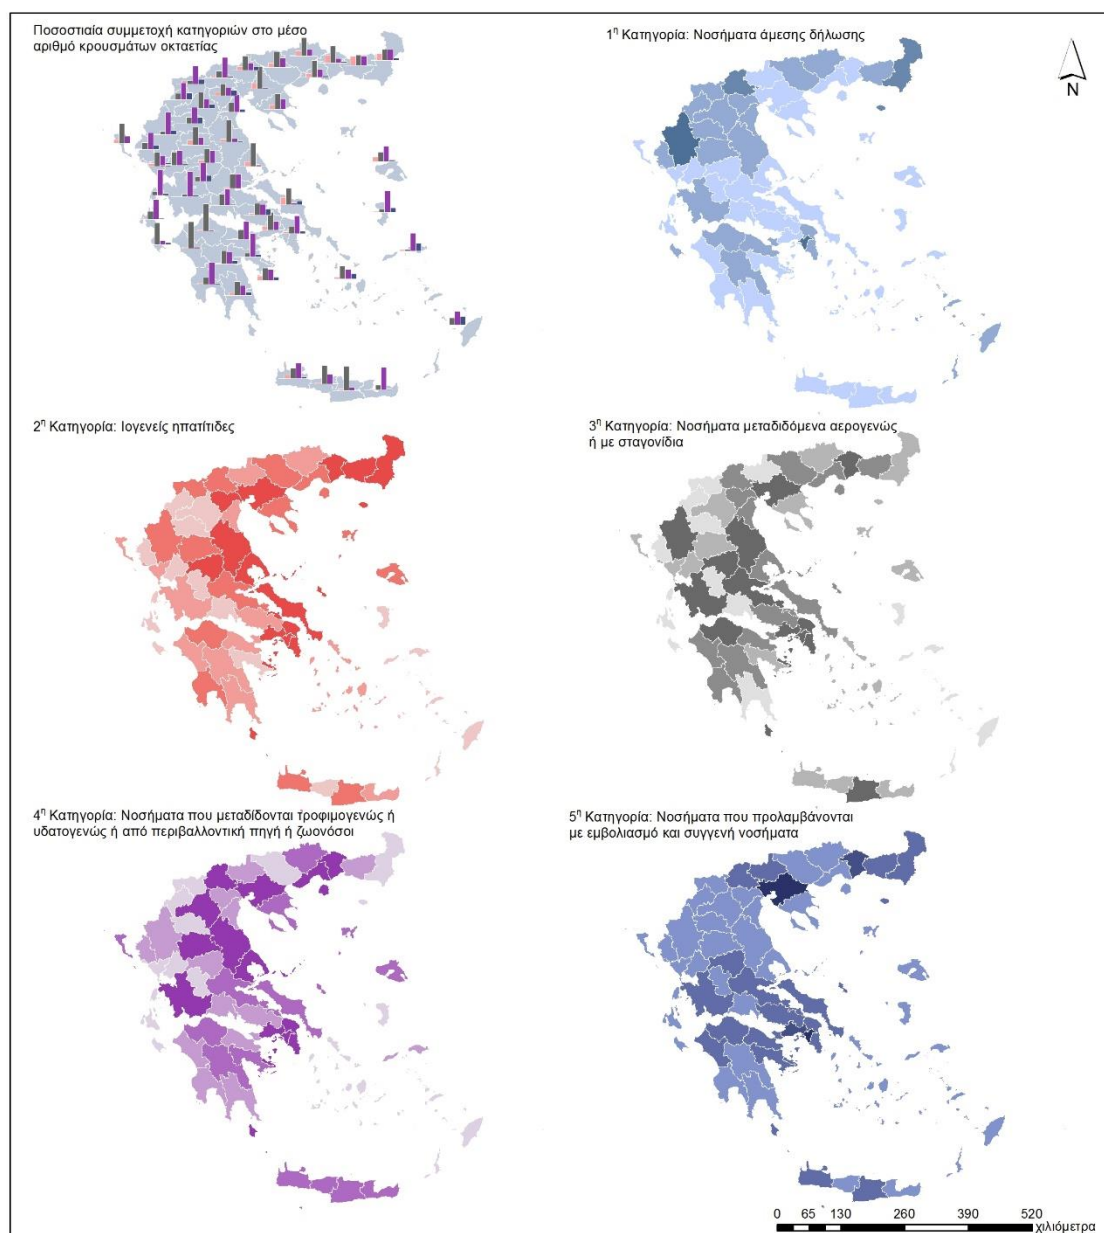 Ποσοστιαία συμμετοχή κατηγοριών στο μέσο
αριθμό κρουσμάτων οκταετίας
1η Κατηγορία: Νοσήματα άμεσης δήλωσης
N
2η Κατηγορία: Ιογενείς ηπατίτιδες
3η Κατηγορία: Νοσήματα μεταδιδόμενα αερογενώς
ή με σταγονίδια
4η Κατηγορία: Νοσήματα που μεταδίδονται τροφιμογενώς ή
υδατογενώς ή από περιβαλλοντική πηγή ή ζωονόσοι
5η Κατηγορία: Νοσήματα που προλαμβάνονται
με εμβολιασμό και συγγενή νοσήματα
0 65 130 260 390 520
χιλιόμετρα